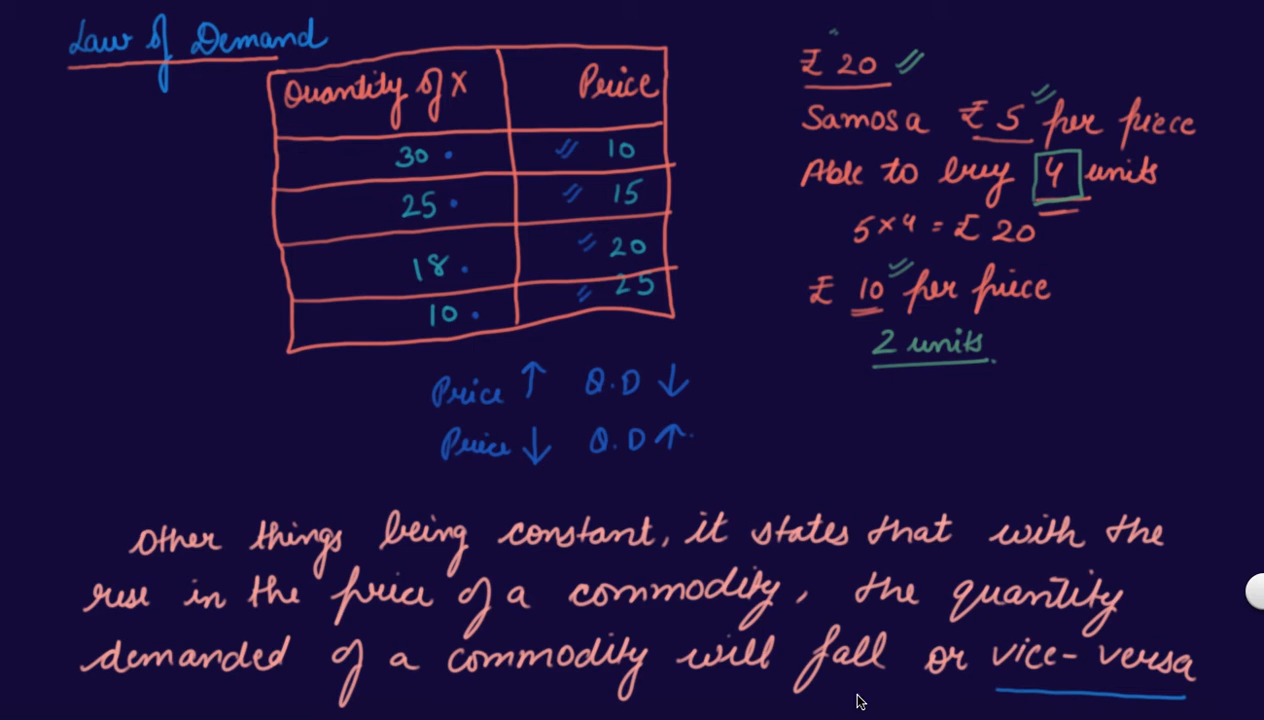 Law of Demand
Quantity of X Price
30 10
25 15
18 20
10 25
Price ↑ Q.D ↓
Price ↓ Q.D ↑
₹ 20
Samosa ₹ 5 per piece
Able to buy 4 units
5 × 4 = ₹ 20
₹ 10 per piece
2 units.
Other things being constant, it states that with the
rise in the price of a commodity, the quantity
demanded of a commodity will fall or vice-versa